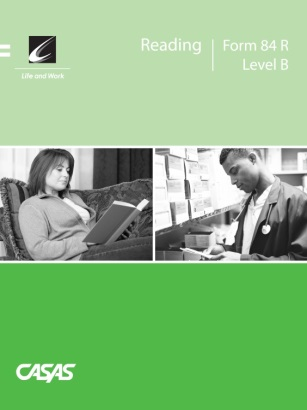 Reading
Form 84 R
Level B
Life and Work
CASAS